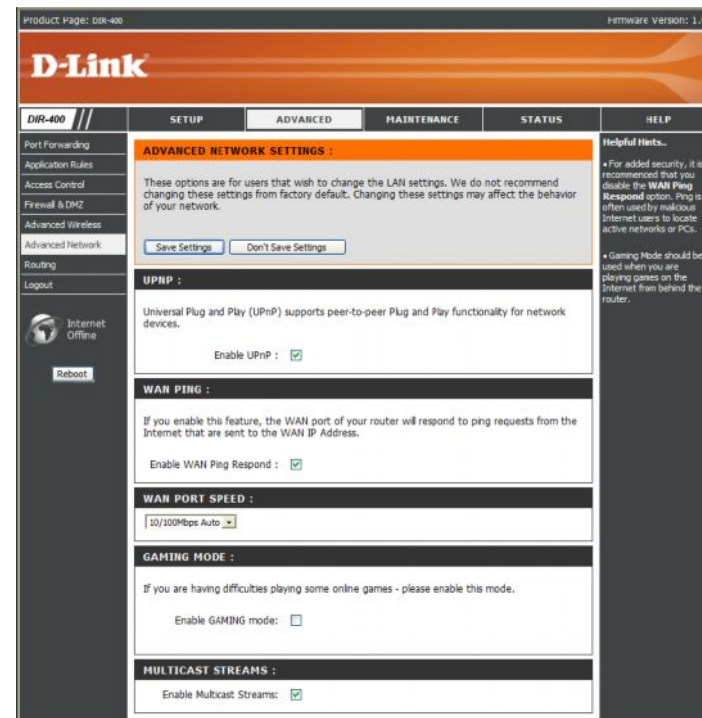 Product Page: DIR-400
Firmware Version: 1.
D-Link
DIR-400
SETUP
ADVANCED
MAINTENANCE
STATUS
HELP
Port Forwarding
Application Rules
Access Control
Firewall & DMZ
Advanced Wireless
Advanced Network
Routing
Logout
Internet
Offline
Reboot
ADVANCED NETWORK SETTINGS :
These options are for users that wish to change the LAN settings. We do not recommend
changing these settings from factory default. Changing these settings may affect the behavior
of your network.
Save Settings
Don't Save Settings
UPNP :
Universal Plug and Play (UPnP) supports peer-to-peer Plug and Play functionality for network
devices.
Enable UPnP :
WAN PING :
If you enable this feature, the WAN port of your router will respond to ping requests from the
Internet that are sent to the WAN IP Address.
Enable WAN Ping Respond :
WAN PORT SPEED :
10/100Mbps Auto
GAMING MODE :
If you are having difficulties playing some online games - please enable this mode.
Enable GAMING mode:
MULTICAST STREAMS :
Enable Multicast Streams:
Helpful Hints..
• For added security, it is
recommended that you
disable the WAN Ping
Respond option. Ping is
often used by malicious
Internet users to locate
active networks or PCs.
• Gaming Mode should be
used when you are
playing games on the
Internet from behind the
router.